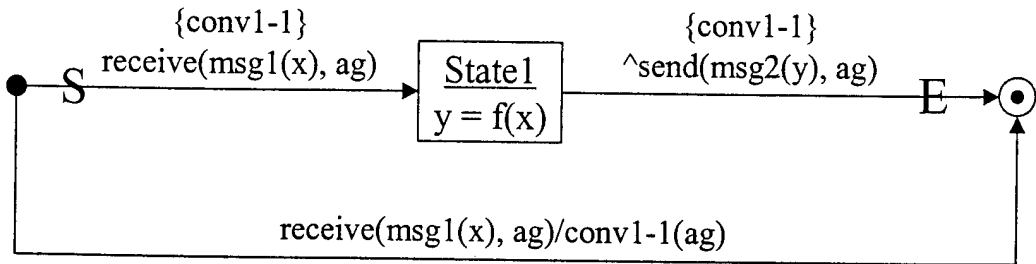 {conv1-1}
receive(msg1(x), ag)
S
State1
y = f(x)
{conv1-1}
^send(msg2(y), ag)
E
receive(msg1(x), ag)/conv1-1(ag)